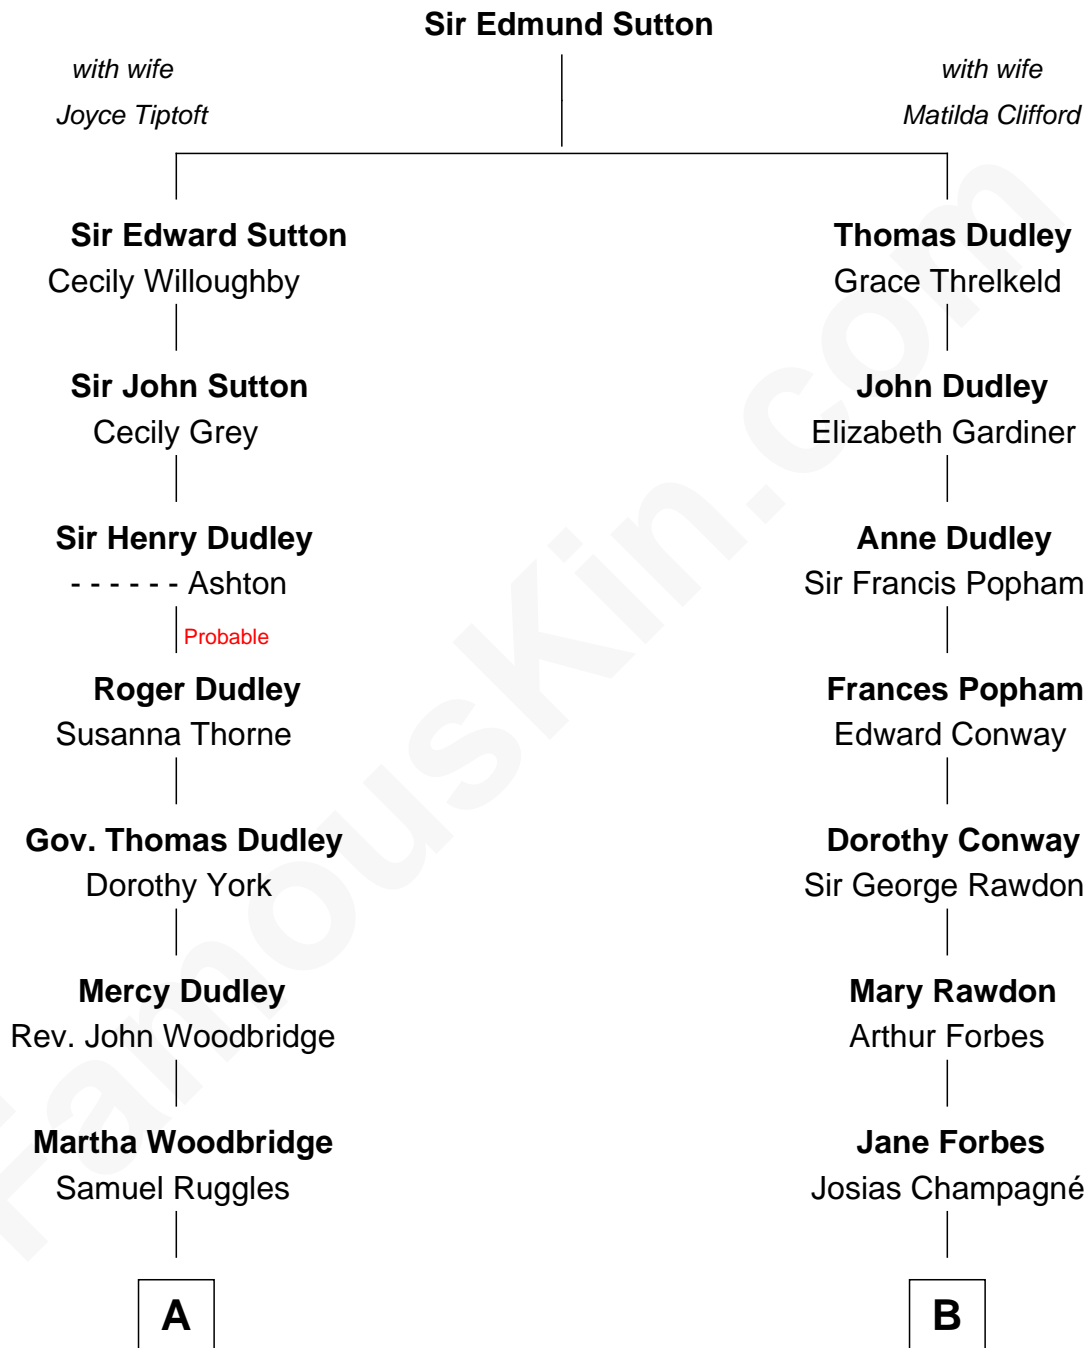 Sir Edmund Sutton
with wife
Joyce Tiptoft
with wife
Matilda Clifford
Sir Edward Sutton
Cecily Willoughby
Thomas Dudley
Grace Threlkeld
Sir John Sutton
Cecily Grey
John Dudley
Elizabeth Gardiner
Sir Henry Dudley
- - - - - - Ashton
Anne Dudley
Sir Francis Popham
Probable
Roger Dudley
Susanna Thorne
Frances Popham
Edward Conway
Gov. Thomas Dudley
Dorothy York
Dorothy Conway
Sir George Rawdon
Mercy Dudley
Rev. John Woodbridge
Mary Rawdon
Arthur Forbes
Martha Woodbridge
Samuel Ruggles
Jane Forbes
Josias Champagné
A
B
FamousKin.com